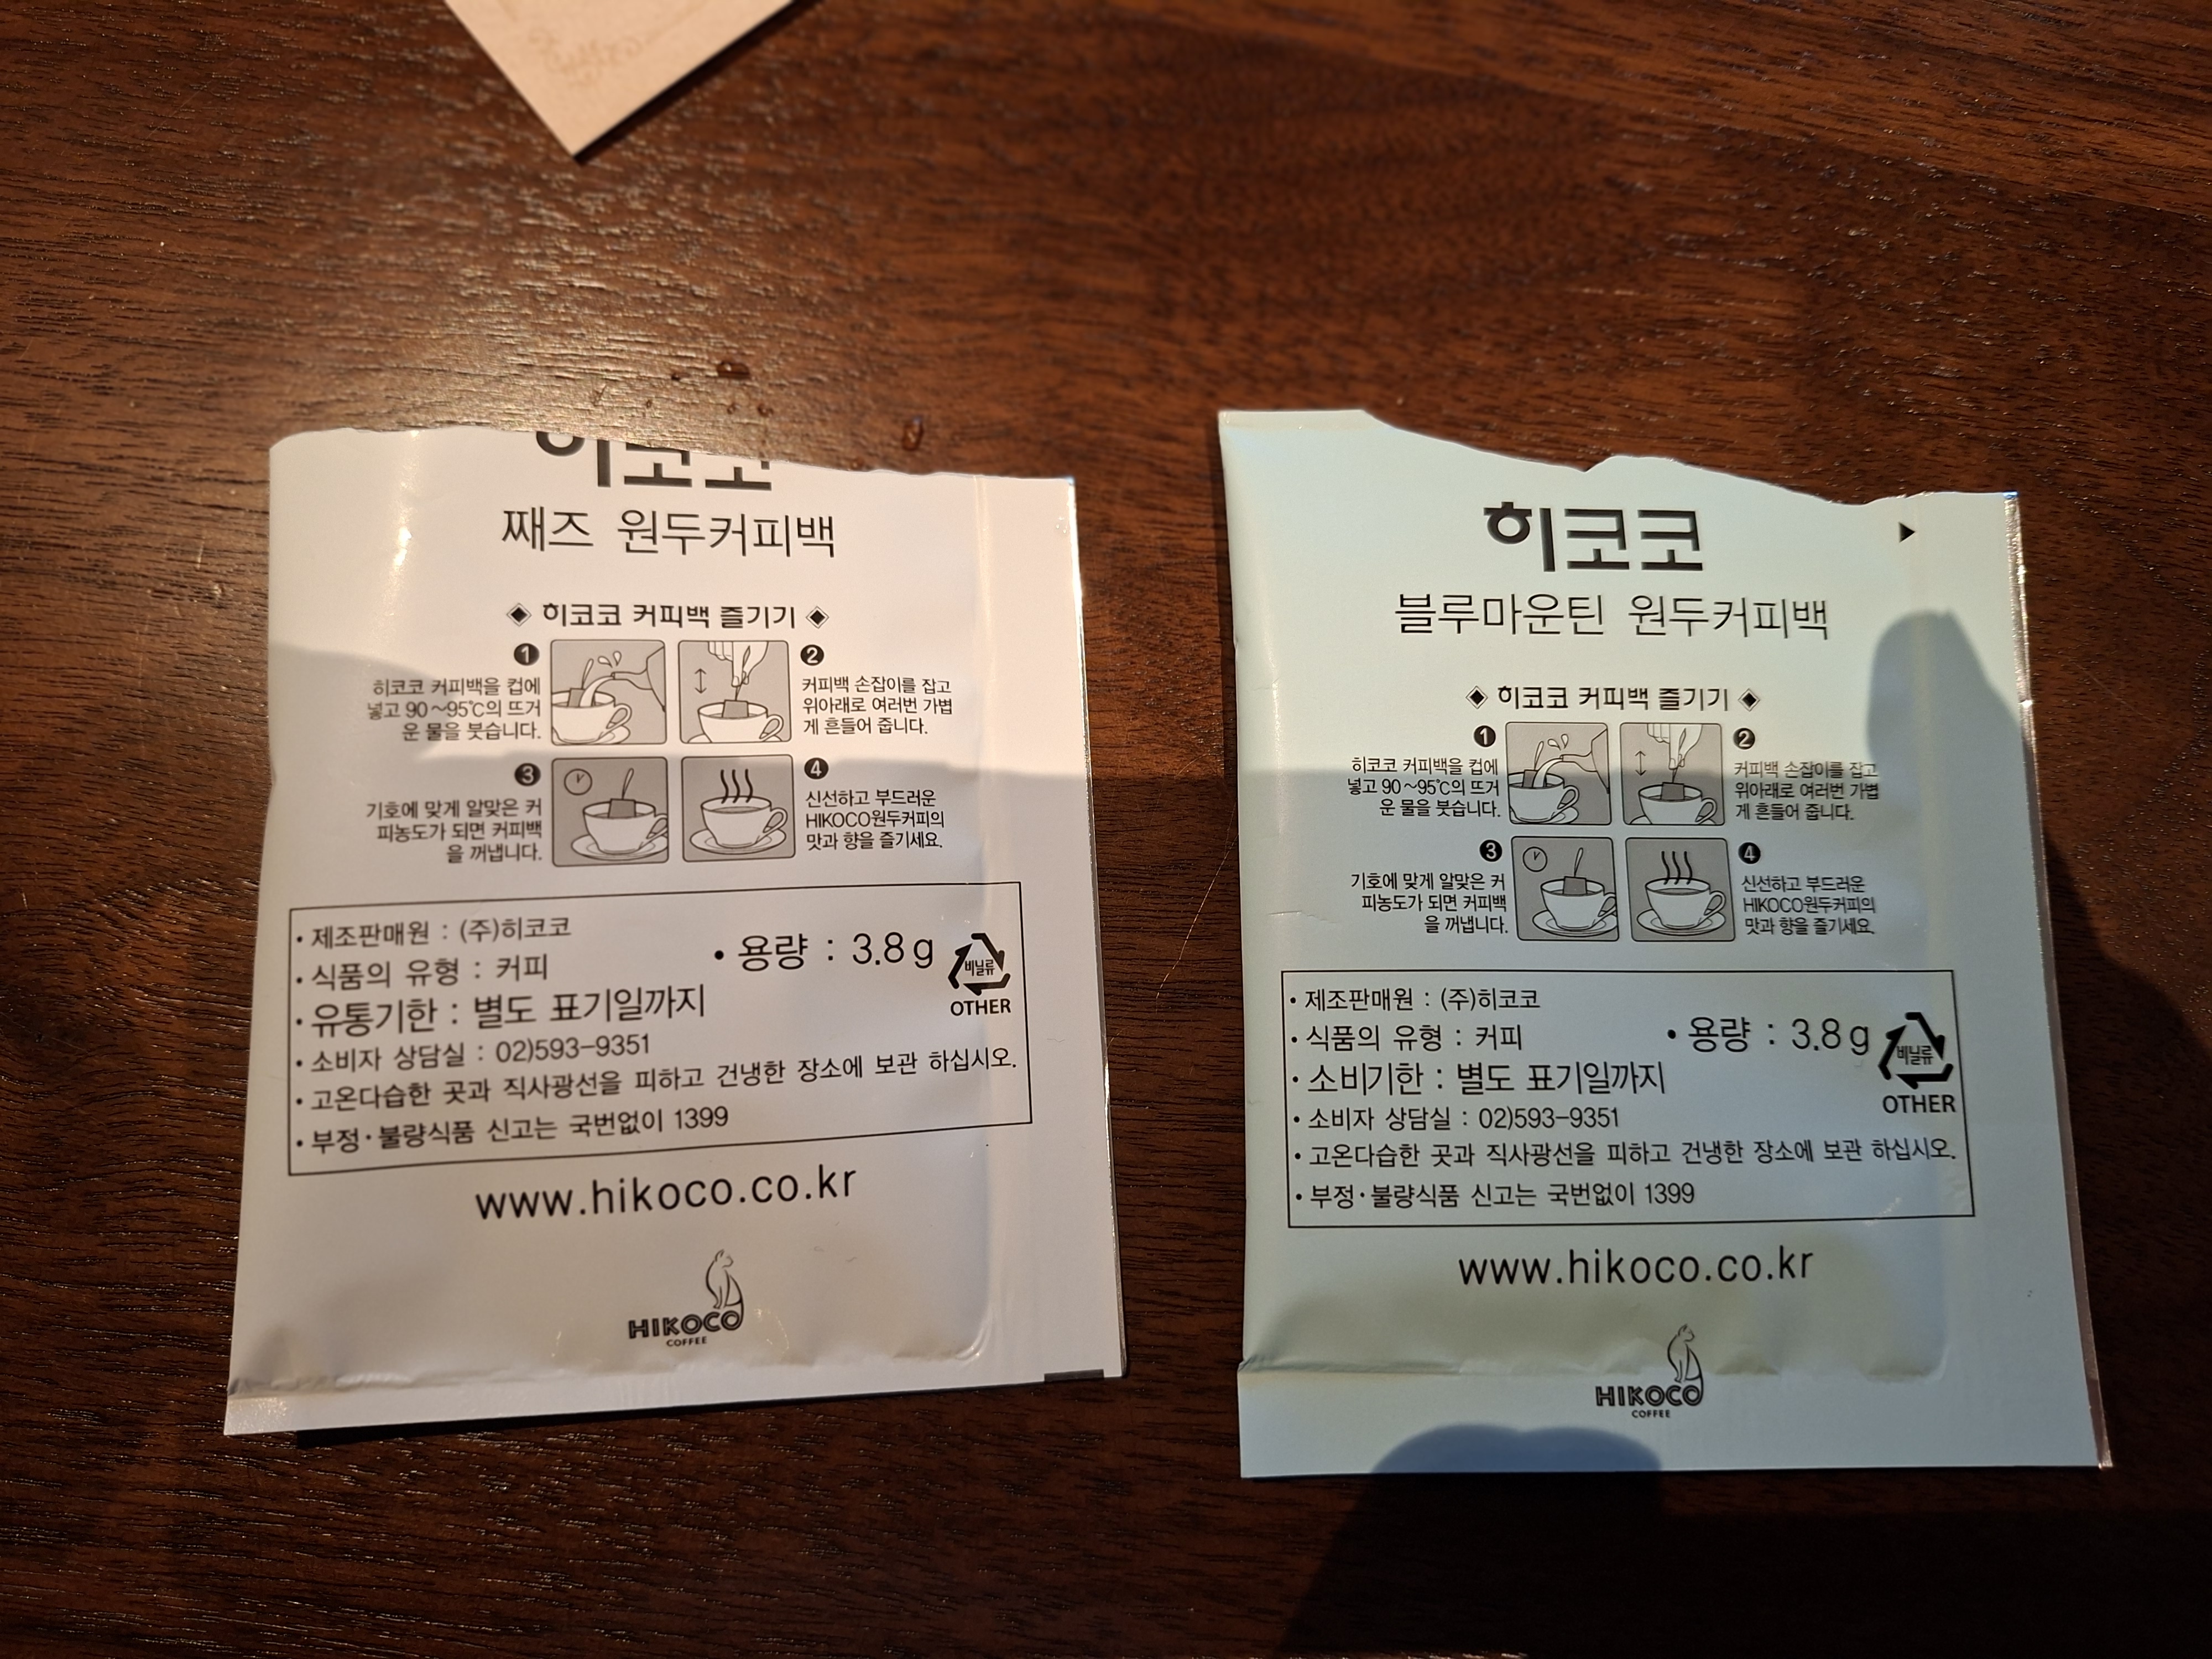 히코코
째즈 원두커피백
◈ 히코코 커피백 즐기기 ◈
❶
히코코 커피백을 컵에
넣고 90~95℃의 뜨거
운 물을 붓습니다.
❷
커피백 손잡이를 잡고
위아래로 여러번 가볍
게 흔들어 줍니다.
❸
기호에 맞게 알맞은 커
피농도가 되면 커피백
을 꺼냅니다.
❹
신선하고 부드러운
HIKOCO원두커피의
맛과 향을 즐기세요.
• 제조판매원 : (주)히코코
• 식품의 유형 : 커피
• 용량 : 3.8g
비닐류
OTHER
• 유통기한 : 별도 표기일까지
• 소비자 상담실 : 02)593-9351
• 고온다습한 곳과 직사광선을 피하고 건냉한 장소에 보관 하십시오.
• 부정·불량식품 신고는 국번없이 1399
www.hikoco.co.kr
HIKOCO
COFFEE
히코코
블루마운틴 원두커피백
◈ 히코코 커피백 즐기기 ◈
❶
히코코 커피백을 컵에
넣고 90~95℃의 뜨거
운 물을 붓습니다.
❷
커피백 손잡이를 잡고
위아래로 여러번 가볍
게 흔들어 줍니다.
❸
기호에 맞게 알맞은 커
피농도가 되면 커피백
을 꺼냅니다.
❹
신선하고 부드러운
HIKOCO원두커피의
맛과 향을 즐기세요.
• 제조판매원 : (주)히코코
• 식품의 유형 : 커피
• 용량 : 3.8g
비닐류
OTHER
• 소비기한 : 별도 표기일까지
• 소비자 상담실 : 02)593-9351
• 고온다습한 곳과 직사광선을 피하고 건냉한 장소에 보관 하십시오.
• 부정·불량식품 신고는 국번없이 1399
www.hikoco.co.kr
HIKOCO
COFFEE